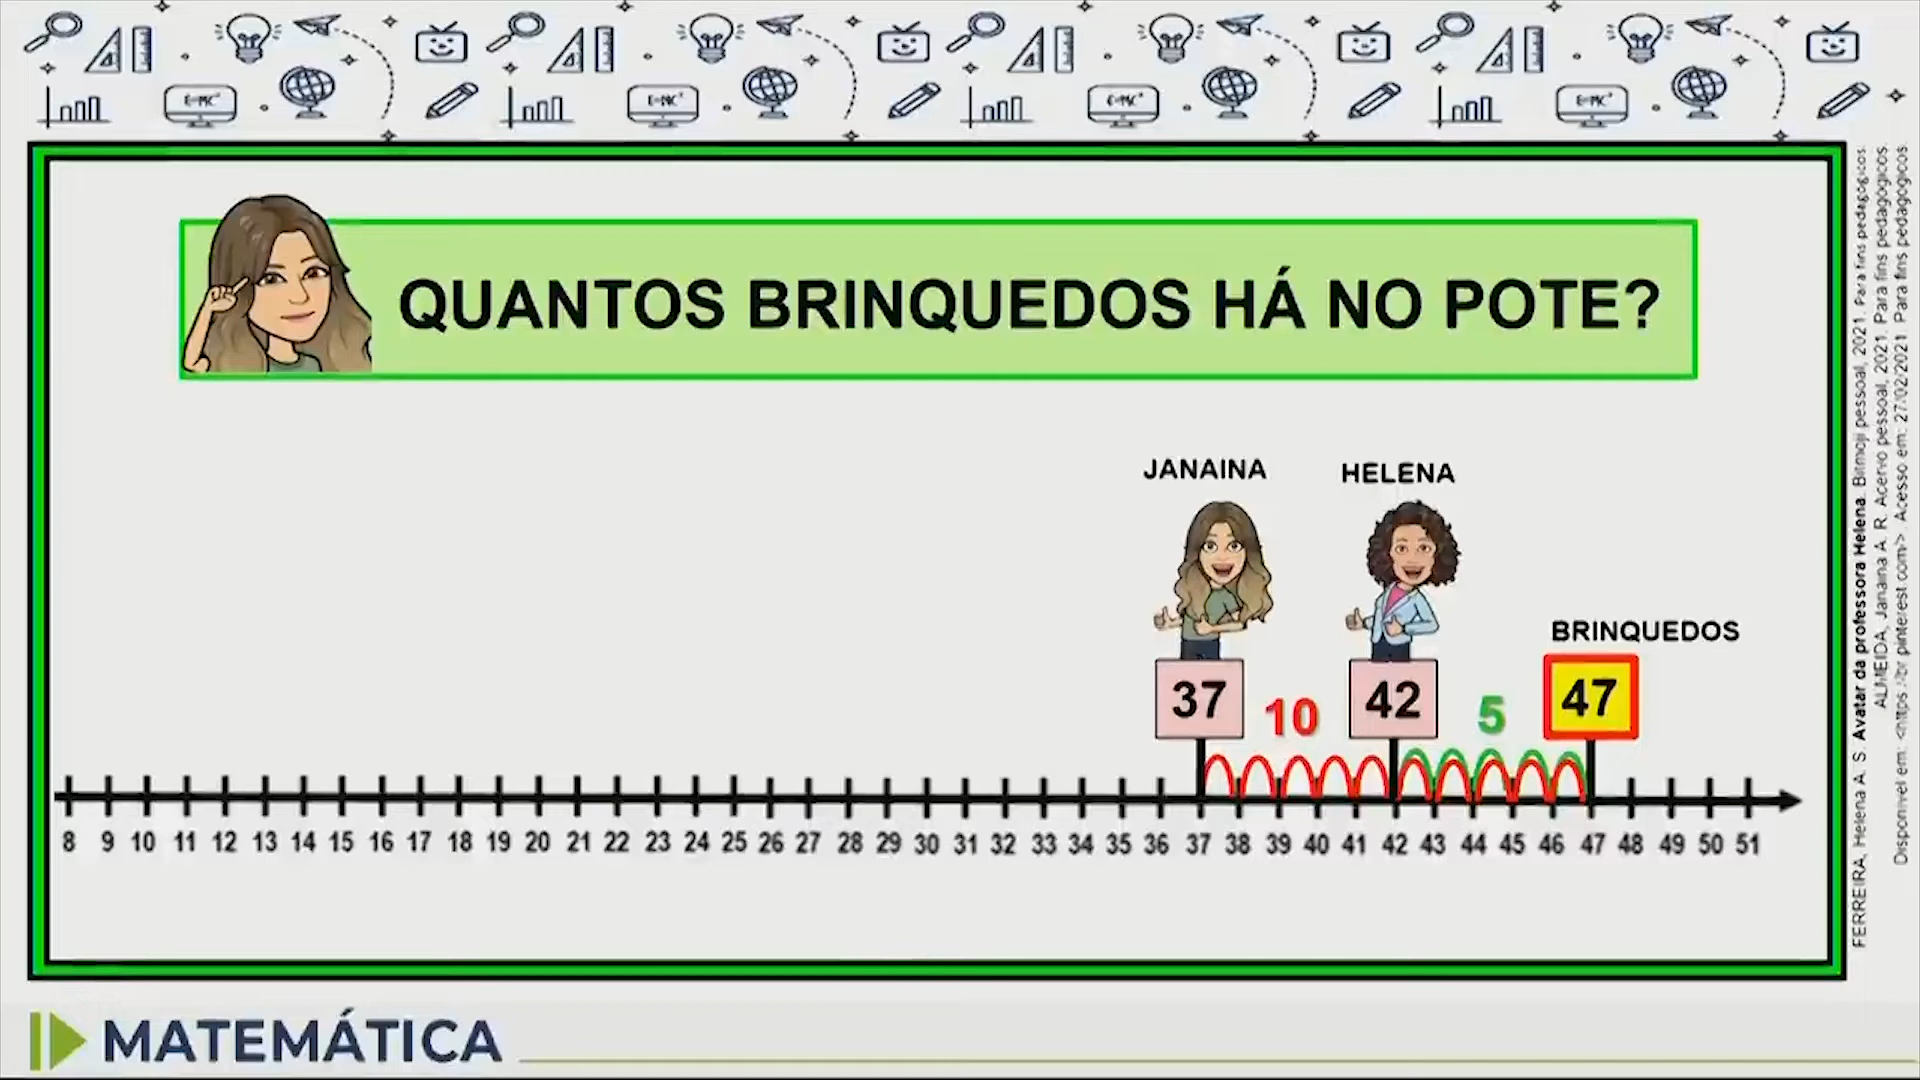 E=MC²
E=MC²
E=MC²
E=MC²
QUANTOS BRINQUEDOS HÁ NO POTE?
JANAINA
HELENA
BRINQUEDOS
37
10
42
5
47
8 9 10 11 12 13 14 15 16 17 18 19 20 21 22 23 24 25 26 27 28 29 30 31 32 33 34 35 36 37 38 39 40 41 42 43 44 45 46 47 48 49 50 51
MATEMÁTICA
FERREIRA, Helena A. S. Avatar da professora Helena. Bitmoji pessoal, 2021. Para fins pedagógicos.
ALMEIDA, Janaina A. R. Acervo pessoal, 2021. Para fins pedagógicos.
Disponível em: <https://br.pinterest.com/> Acesso em: 27/02/2021. Para fins pedagógicos.